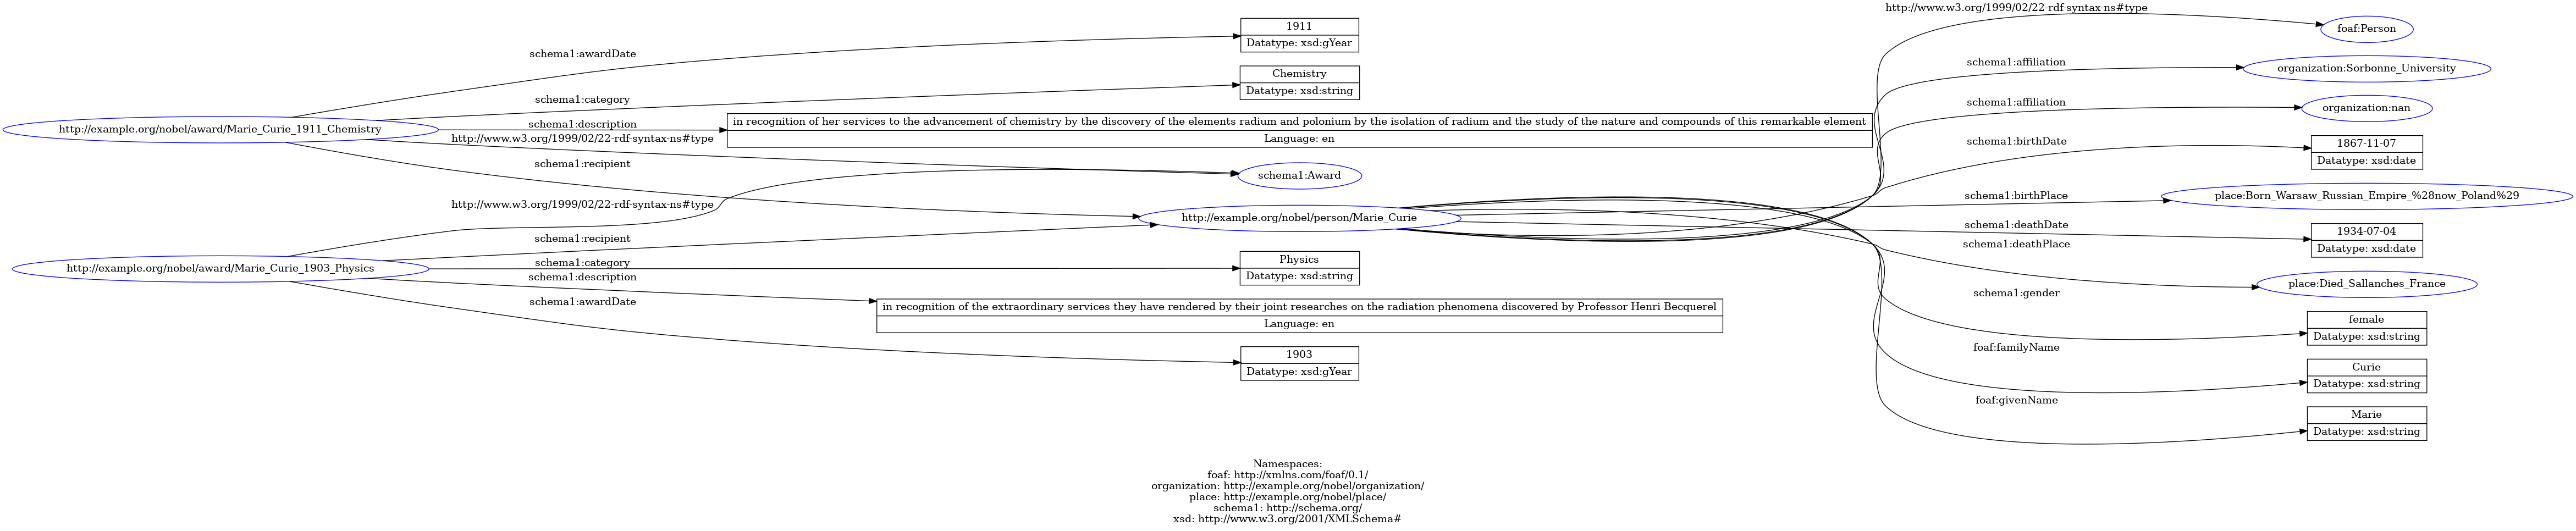 http://www.w3.org/1999/02/22-rdf-syntax-ns#type
foaf:Person
1911
Datatype: xsd:gYear
schema1:awardDate
schema1:affiliation
organization:Sorbonne_University
Chemistry
Datatype: xsd:string
schema1:category
schema1:affiliation
organization:nan
http://example.org/nobel/award/Marie_Curie_1911_Chemistry
schema1:description
in recognition of her services to the advancement of chemistry by the discovery of the elements radium and polonium by the isolation of radium and the study of the nature and compounds of this remarkable element
Language: en
http://www.w3.org/1999/02/22-rdf-syntax-ns#type
schema1:birthDate
1867-11-07
Datatype: xsd:date
schema1:recipient
schema1:Award
http://www.w3.org/1999/02/22-rdf-syntax-ns#type
schema1:birthPlace
place:Born_Warsaw_Russian_Empire_%28now_Poland%29
http://example.org/nobel/person/Marie_Curie
schema1:deathDate
1934-07-04
Datatype: xsd:date
schema1:recipient
schema1:deathPlace
place:Died_Sallanches_France
http://example.org/nobel/award/Marie_Curie_1903_Physics
schema1:category
Physics
Datatype: xsd:string
schema1:description
in recognition of the extraordinary services they have rendered by their joint researches on the radiation phenomena discovered by Professor Henri Becquerel
Language: en
schema1:gender
female
Datatype: xsd:string
schema1:awardDate
1903
Datatype: xsd:gYear
foaf:familyName
Curie
Datatype: xsd:string
foaf:givenName
Marie
Datatype: xsd:string
Namespaces:
foaf: http://xmlns.com/foaf/0.1/
organization: http://example.org/nobel/organization/
place: http://example.org/nobel/place/
schema1: http://schema.org/
xsd: http://www.w3.org/2001/XMLSchema#